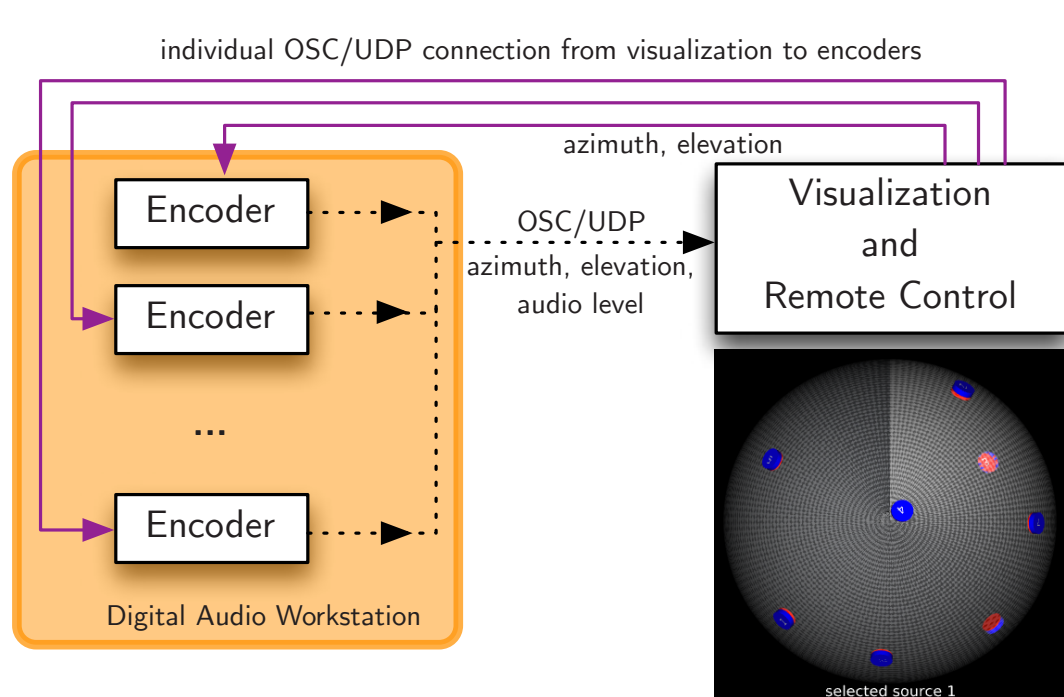 individual OSC/UDP connection from visualization to encoders
azimuth, elevation
Encoder
Encoder
...
Encoder
Digital Audio Workstation
OSC/UDP
azimuth, elevation,
audio level
Visualization
and
Remote Control
selected source 1